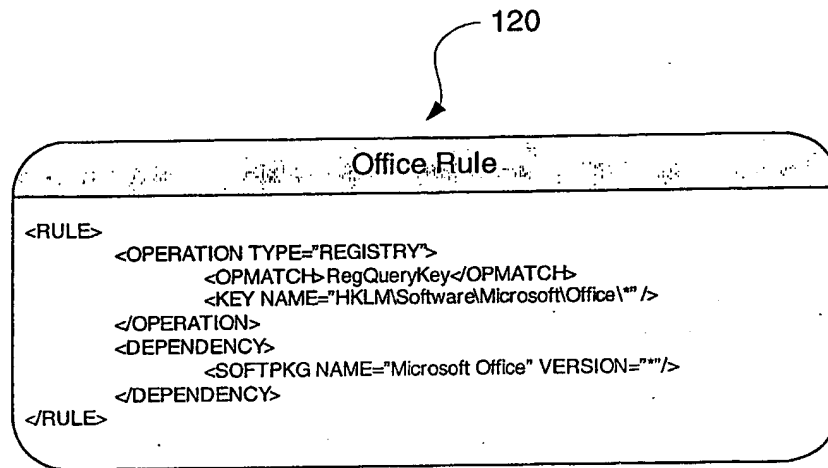 120
Office Rule
<RULE>
<OPERATION TYPE="REGISTRY">
<OPMATCH>RegQueryKey</OPMATCH>
<KEY NAME="HKLM\Software\Microsoft\Office\*" />
</OPERATION>
<DEPENDENCY>
<SOFTPKG NAME="Microsoft Office" VERSION="*"/>
</DEPENDENCY>
</RULE>